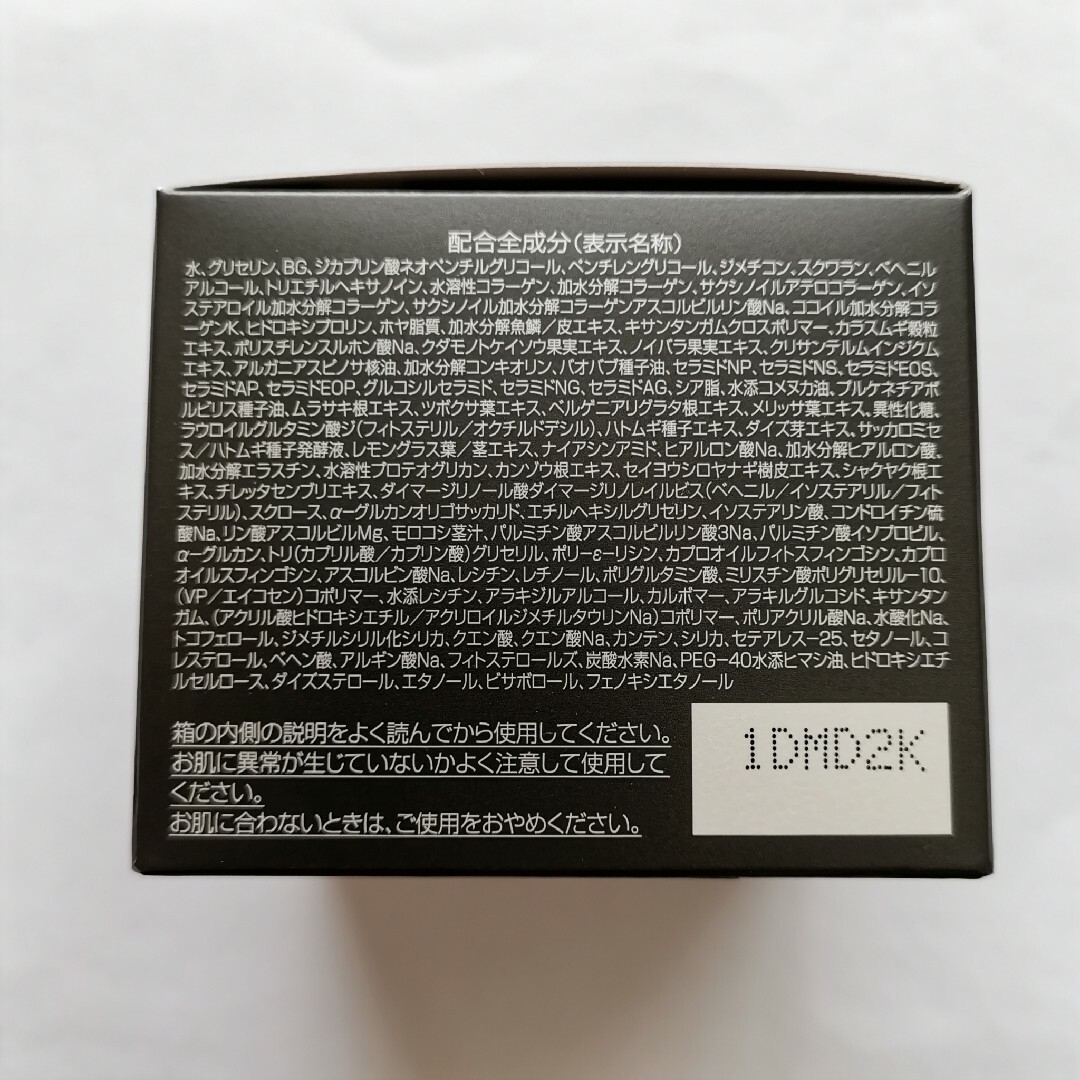 配合全成分(表示名称)
水、グリセリン、BG、ジカプリン酸ネオペンチルグリコール、ペンチレングリコール、ジメチコン、スクワラン、ベヘニル
アルコール、トリエチルヘキサノイン、水溶性コラーゲン、加水分解コラーゲン、サクシノイルアテロコラーゲン、イソ
ステアロイル加水分解コラーゲン、サクシノイル加水分解コラーゲンアスコルビルリン酸Na、ココイル加水分解コラ
ーゲンK、ヒドロキシプロリン、ホヤ脂質、加水分解魚鱗/皮エキス、キサンタンガムクロスポリマー、カラスムギ穀粒
エキス、ポリスチレンスルホン酸Na、クダモノトケイソウ果実エキス、ノイバラ果実エキス、クリサンテルムインジクム
エキス、アルガニアスピノサ核油、加水分解コンキオリン、バオバブ種子油、セラミドNP、セラミドNS、セラミドEOS、
セラミドAP、セラミドEOP、グルコシルセラミド、セラミドNG、セラミドAG、シア脂、水添コメヌカ油、プルケネチアボ
ルビリス種子油、ムラサキ根エキス、ツボクサ葉エキス、ベルゲニアリグラタ根エキス、メリッサ葉エキス、異性化糖、
ラウロイルグルタミン酸ジ(フィトステリル/オクチルドデシル)、ハトムギ種子エキス、ダイズ芽エキス、サッカロミセ
ス/ハトムギ種子発酵液、レモングラス葉/茎エキス、ナイアシンアミド、ヒアルロン酸Na、加水分解ヒアルロン酸、
加水分解エラスチン、水溶性プロテオグリカン、カンゾウ根エキス、セイヨウシロヤナギ樹皮エキス、シャクヤク根エ
キス、チレッタセンブリエキス、ダイマージリノール酸ダイマージリノレイルビス(ベヘニル/イソステアリル/フィト
ステリル)、スクロース、α-グルカンオリゴサッカリド、エチルヘキシルグリセリン、イソステアリン酸、コンドロイチン硫
酸Na、リン酸アスコルビルMg、モロコシ茎汁、パルミチン酸アスコルビルリン酸3Na、パルミチン酸イソプロピル、
α-グルカン、トリ(カプリル酸/カプリン酸)グリセリル、ポリ-ε-リシン、カプロオイルフィトスフィンゴシン、カプロ
オイルスフィンゴシン、アスコルビン酸Na、レシチン、レチノール、ポリグルタミン酸、ミリスチン酸ポリグリセリル-10、
(VP/エイコセン)コポリマー、水添レシチン、アラキジルアルコール、カルボマー、アラキルグルコシド、キサンタン
ガム、(アクリル酸ヒドロキシエチル/アクリロイルジメチルタウリンNa)コポリマー、ポリアクリル酸Na、水酸化Na、
トコフェロール、ジメチルシリル化シリカ、クエン酸、クエン酸Na、カンテン、シリカ、セテアレス-25、セタノール、コ
レステロール、ベヘン酸、アルギン酸Na、フィトステロールズ、炭酸水素Na、PEG-40水添ヒマシ油、ヒドロキシエチ
ルセルロース、ダイズステロール、エタノール、ビサボロール、フェノキシエタノール
箱の内側の説明をよく読んでから使用してください。
お肌に異常が生じていないかよく注意して使用して
ください。
お肌に合わないときは、ご使用をおやめください。
1DMD2K